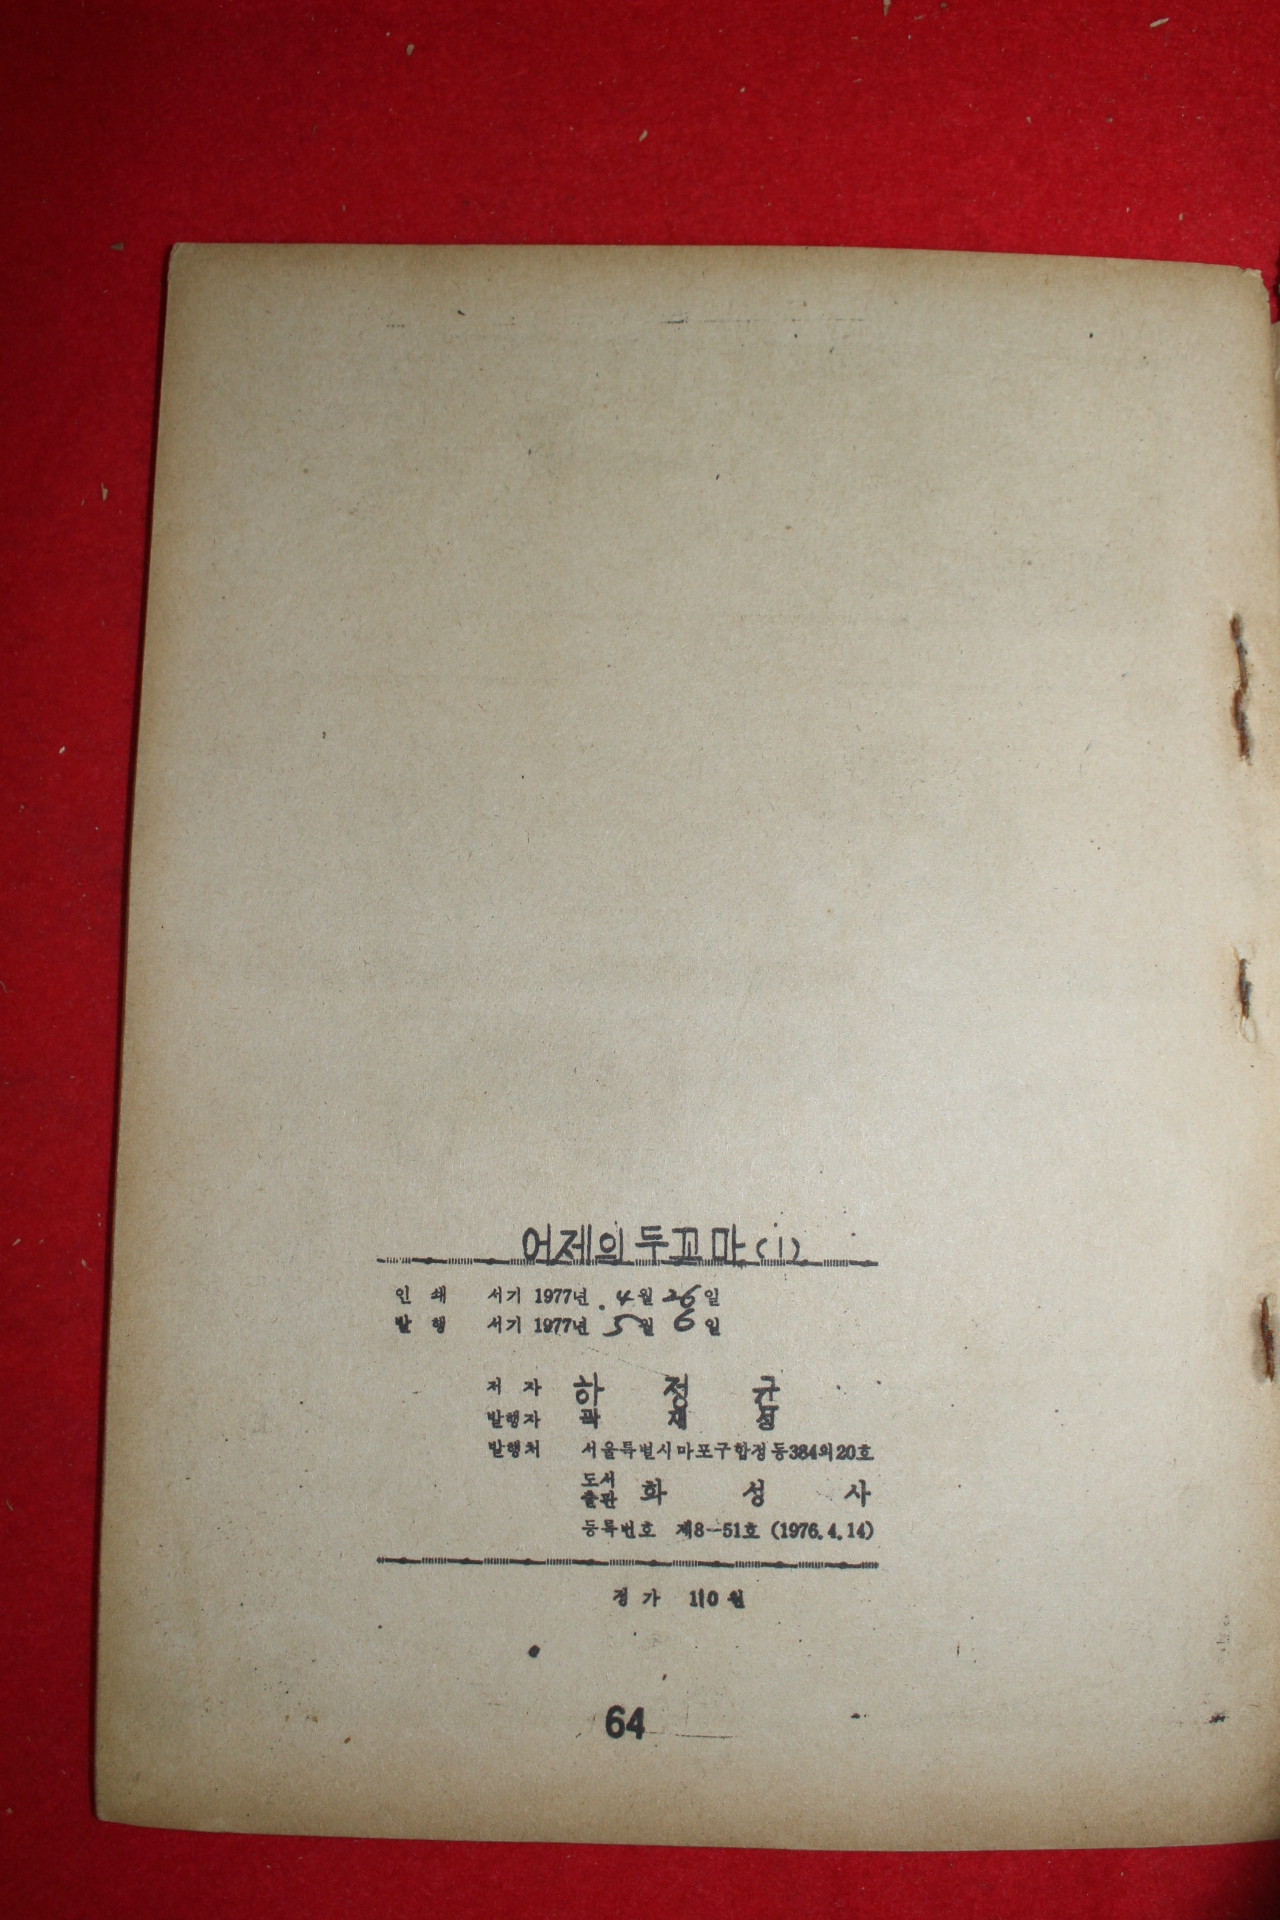 어제의 두꼬마 (1)
인 쇄 서기 1977년 4월 26일
발 행 서기 1977년 5월 6일
저 자 하 정 균
발행자 곽 재 성
발행처 서울특별시마포구합정동384의20호
도서출판 화 성 사
등록번호 제8-51호 (1976. 4. 14)
정 가 110 원
64